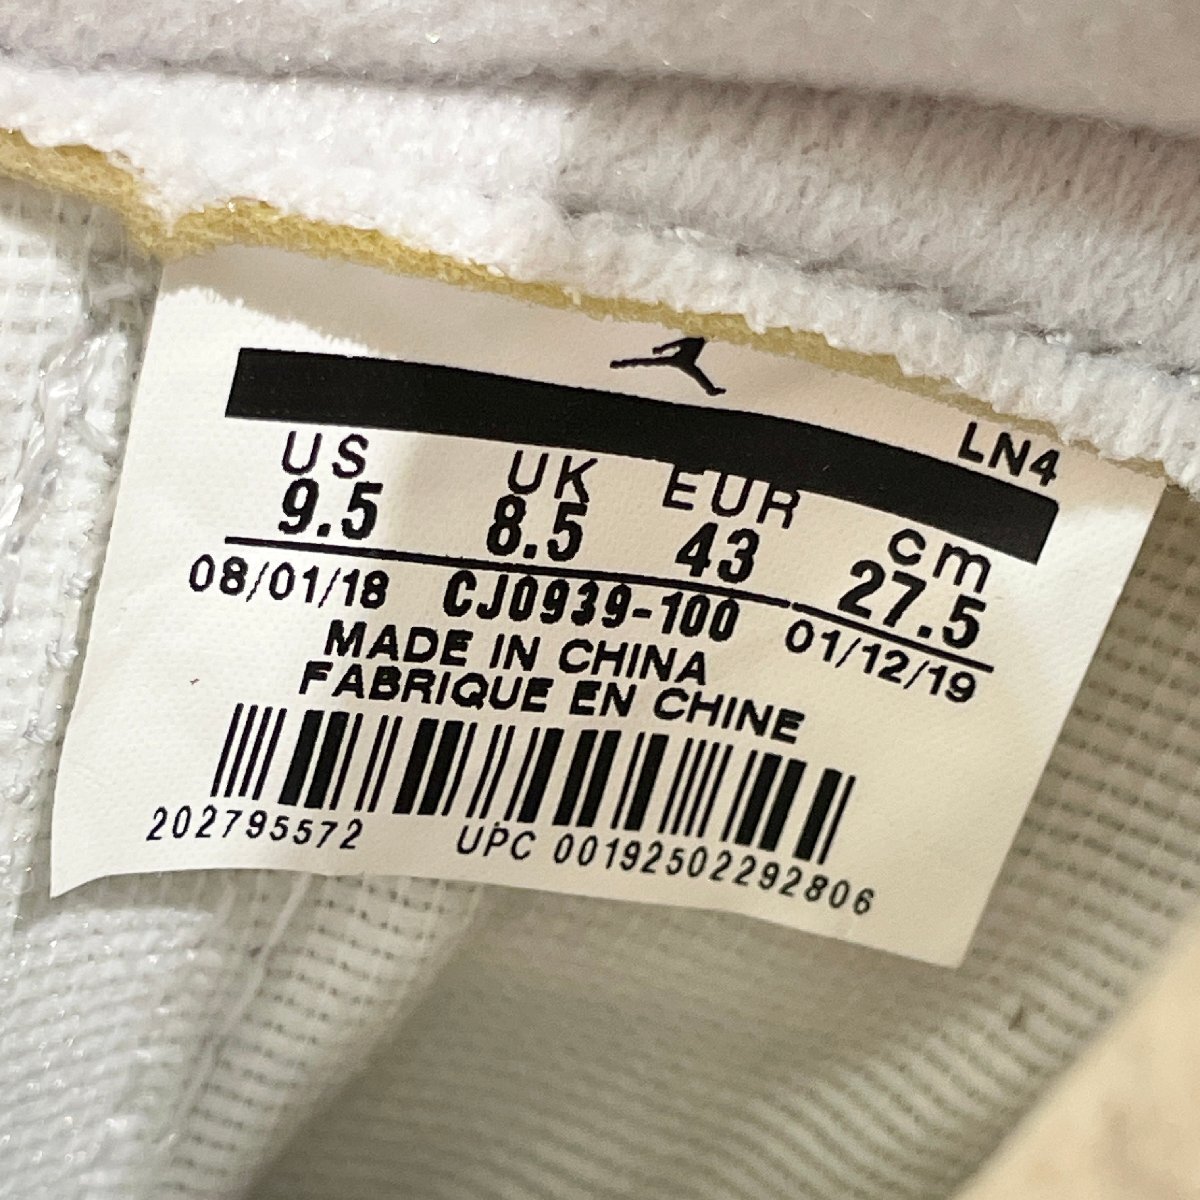 LN4
US UK EUR cm
9.5 8.5 43 27.5
08/01/18 CJ0939-100 01/12/19
MADE IN CHINA
FABRIQUE EN CHINE
202795572 UPC 00192502292806